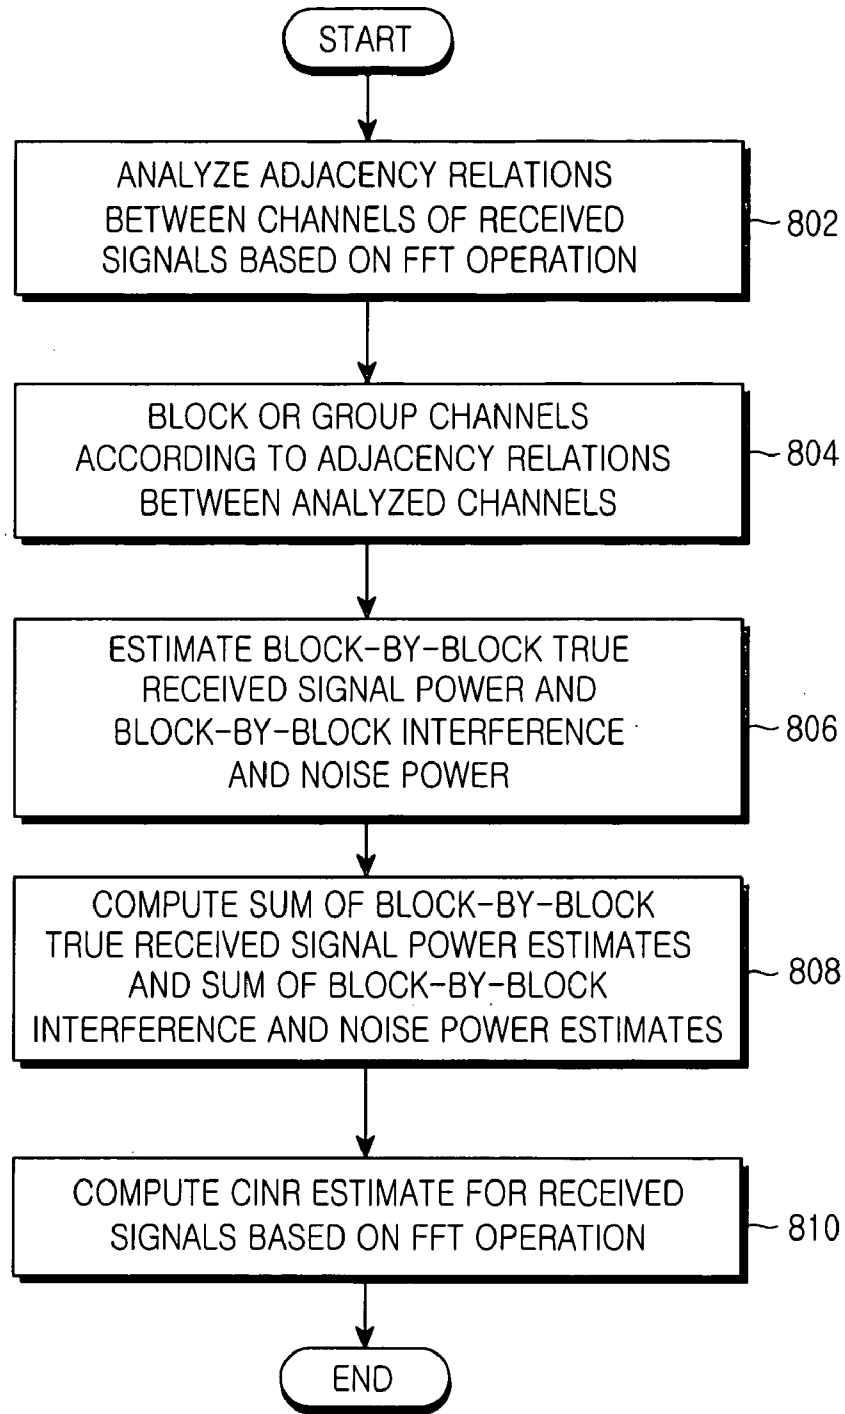 START
ANALYZE ADJACENCY RELATIONS
BETWEEN CHANNELS OF RECEIVED
SIGNALS BASED ON FFT OPERATION
802
BLOCK OR GROUP CHANNELS
ACCORDING TO ADJACENCY RELATIONS
BETWEEN ANALYZED CHANNELS
804
ESTIMATE BLOCK-BY-BLOCK TRUE
RECEIVED SIGNAL POWER AND
BLOCK-BY-BLOCK INTERFERENCE
AND NOISE POWER
806
COMPUTE SUM OF BLOCK-BY-BLOCK
TRUE RECEIVED SIGNAL POWER ESTIMATES
AND SUM OF BLOCK-BY-BLOCK
INTERFERENCE AND NOISE POWER ESTIMATES
808
COMPUTE CINR ESTIMATE FOR RECEIVED
SIGNALS BASED ON FFT OPERATION
810
END